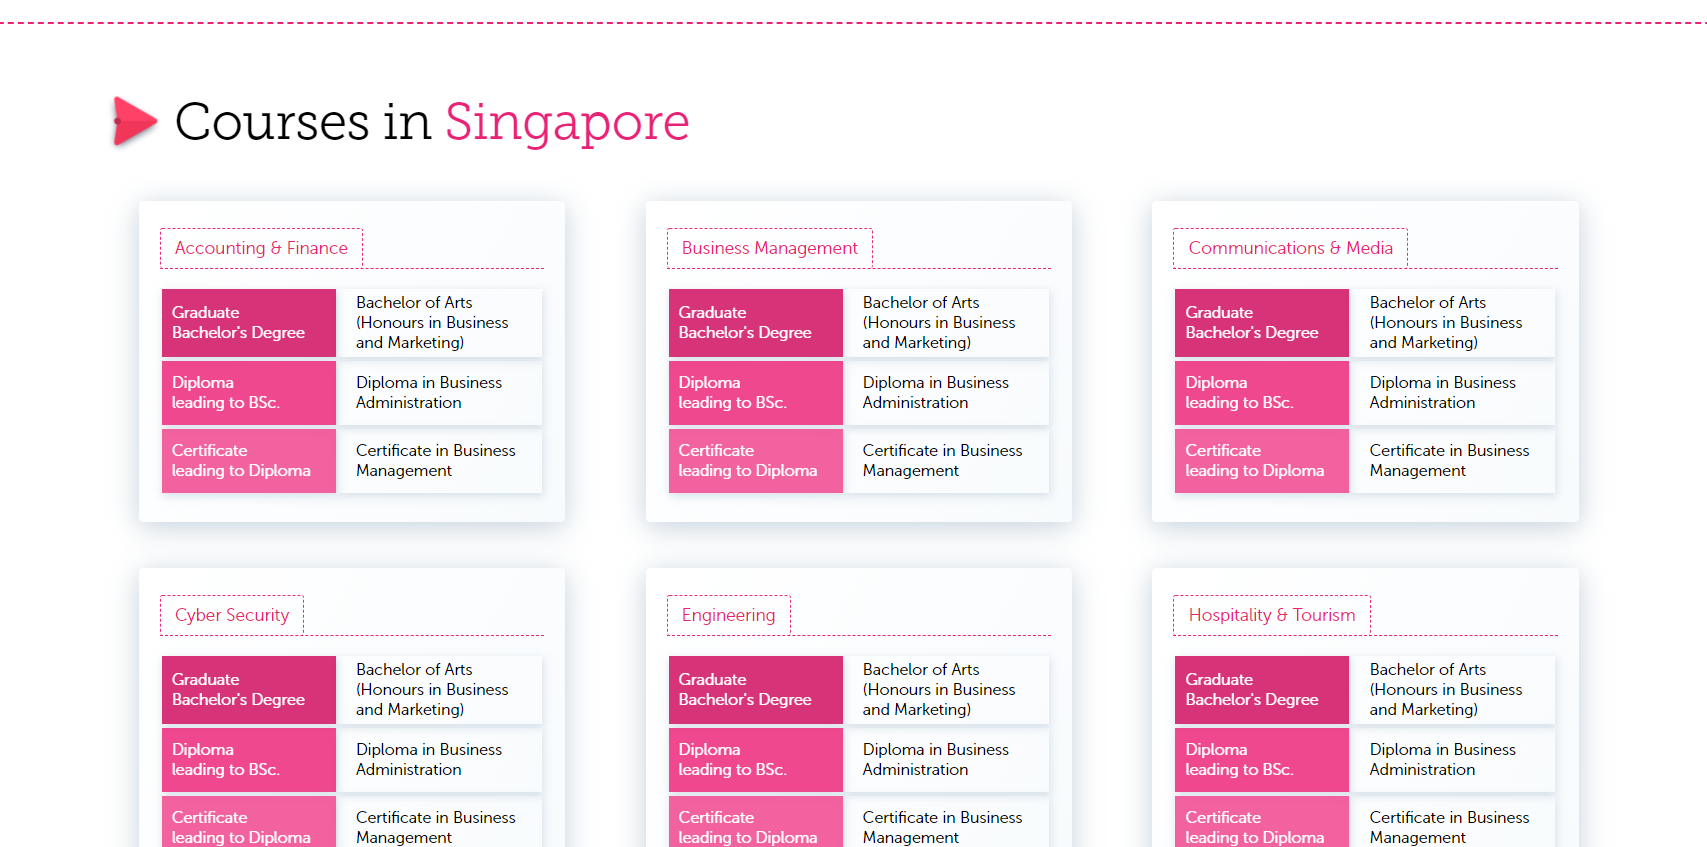 Courses in Singapore
Accounting & Finance
Graduate
Bachelor's Degree
Bachelor of Arts
(Honours in Business
and Marketing)
Diploma
leading to BSc.
Diploma in Business
Administration
Certificate
leading to Diploma
Certificate in Business
Management
Business Management
Graduate
Bachelor's Degree
Bachelor of Arts
(Honours in Business
and Marketing)
Diploma
leading to BSc.
Diploma in Business
Administration
Certificate
leading to Diploma
Certificate in Business
Management
Communications & Media
Graduate
Bachelor's Degree
Bachelor of Arts
(Honours in Business
and Marketing)
Diploma
leading to BSc.
Diploma in Business
Administration
Certificate
leading to Diploma
Certificate in Business
Management
Cyber Security
Graduate
Bachelor's Degree
Bachelor of Arts
(Honours in Business
and Marketing)
Diploma
leading to BSc.
Diploma in Business
Administration
Certificate
leading to Diploma
Certificate in Business
Management
Engineering
Graduate
Bachelor's Degree
Bachelor of Arts
(Honours in Business
and Marketing)
Diploma
leading to BSc.
Diploma in Business
Administration
Certificate
leading to Diploma
Certificate in Business
Management
Hospitality & Tourism
Graduate
Bachelor's Degree
Bachelor of Arts
(Honours in Business
and Marketing)
Diploma
leading to BSc.
Diploma in Business
Administration
Certificate
leading to Diploma
Certificate in Business
Management